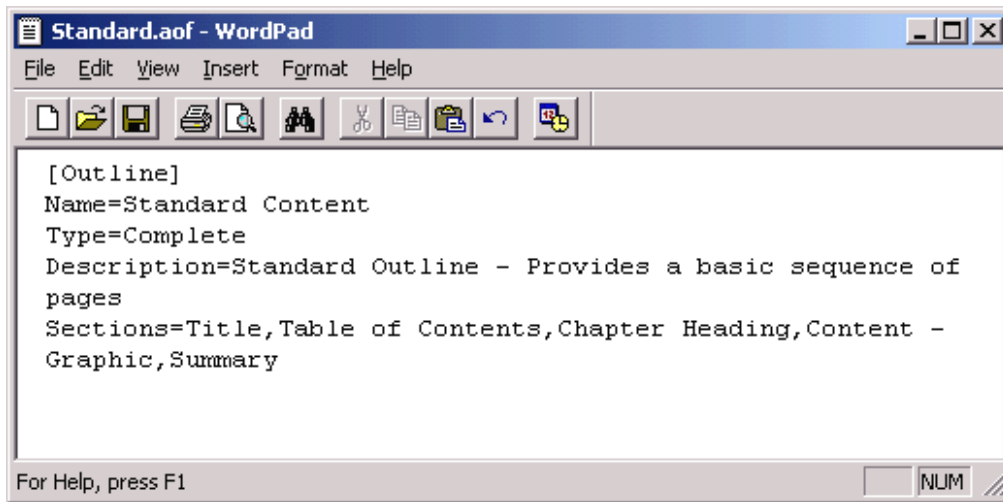 Standard.aof - WordPad
File Edit View Insert Format Help
[Outline]
Name=Standard Content
Type=Complete
Description=Standard Outline - Provides a basic sequence of
pages
Sections=Title,Table of Contents,Chapter Heading,Content -
Graphic,Summary
For Help, press F1
NUM